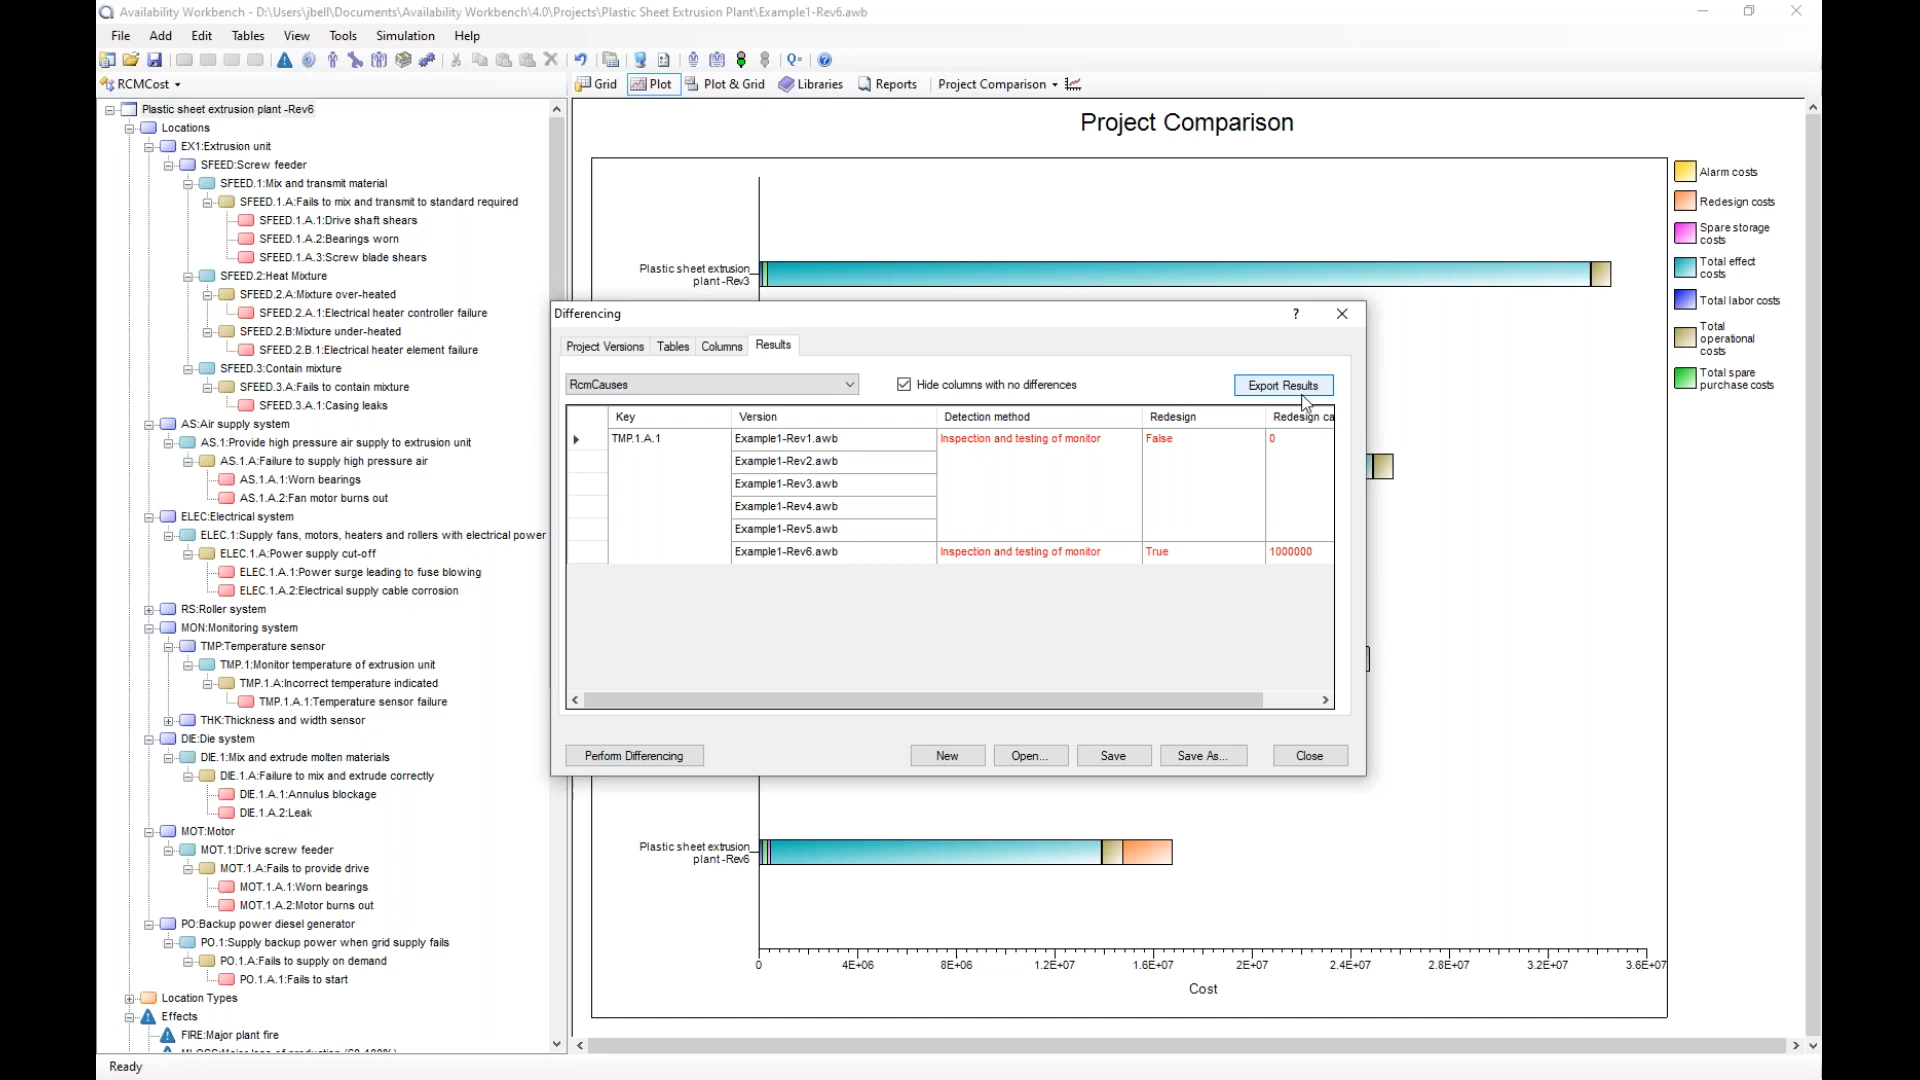 Availability Workbench - D:\Users\jbell\Documents\Availability Workbench\4.0\Projects\Plastic Sheet Extrusion Plant\Example1-Rev6.awb
File Add Edit Tables View Tools Simulation Help
RCMCost
Grid Plot Plot & Grid Libraries Reports Project Comparison
Plastic sheet extrusion plant -Rev6
Locations
EX1:Extrusion unit
SFEED:Screw feeder
SFEED.1:Mix and transmit material
SFEED.1.A:Fails to mix and transmit to standard required
SFEED.1.A.1:Drive shaft shears
SFEED.1.A.2:Bearings worn
SFEED.1.A.3:Screw blade shears
SFEED.2:Heat Mixture
SFEED.2.A:Mixture over-heated
SFEED.2.A.1:Electrical heater controller failure
SFEED.2.B:Mixture under-heated
SFEED.2.B.1:Electrical heater element failure
SFEED.3:Contain mixture
SFEED.3.A:Fails to contain mixture
SFEED.3.A.1:Casing leaks
AS:Air supply system
AS.1:Provide high pressure air supply to extrusion unit
AS.1.A:Failure to supply high pressure air
AS.1.A.1:Worn bearings
AS.1.A.2:Fan motor burns out
ELEC:Electrical system
ELEC.1:Supply fans, motors, heaters and rollers with electrical power
ELEC.1.A:Power supply cut-off
ELEC.1.A.1:Power surge leading to fuse blowing
ELEC.1.A.2:Electrical supply cable corrosion
RS:Roller system
MON:Monitoring system
TMP:Temperature sensor
TMP.1:Monitor temperature of extrusion unit
TMP.1.A:Incorrect temperature indicated
TMP.1.A.1:Temperature sensor failure
THK:Thickness and width sensor
DIE:Die system
DIE.1:Mix and extrude molten materials
DIE.1.A:Failure to mix and extrude correctly
DIE.1.A.1:Annulus blockage
DIE.1.A.2:Leak
MOT:Motor
MOT.1:Drive screw feeder
MOT.1.A:Fails to provide drive
MOT.1.A.1:Worn bearings
MOT.1.A.2:Motor burns out
PO:Backup power diesel generator
PO.1:Supply backup power when grid supply fails
PO.1.A:Fails to supply on demand
PO.1.A.1:Fails to start
Location Types
Effects
FIRE:Major plant fire
Ready
Project Comparison
Plastic sheet extrusion
plant -Rev3
Differencing ?
Project Versions Tables Columns Results
RcmCauses Hide columns with no differences Export Results
Key Version Detection method Redesign Redesign ca
TMP.1.A.1 Example1-Rev1.awb Inspection and testing of monitor False 0
Example1-Rev2.awb
Example1-Rev3.awb
Example1-Rev4.awb
Example1-Rev5.awb
Example1-Rev6.awb Inspection and testing of monitor True 1000000
Perform Differencing New Open... Save Save As... Close
Plastic sheet extrusion
plant -Rev6
0 4E+06 8E+06 1.2E+07 1.6E+07 2E+07 2.4E+07 2.8E+07 3.2E+07 3.6E+07
Cost
Alarm costs
Redesign costs
Spare storage
costs
Total effect
costs
Total labor costs
Total
operational
costs
Total spare
purchase costs